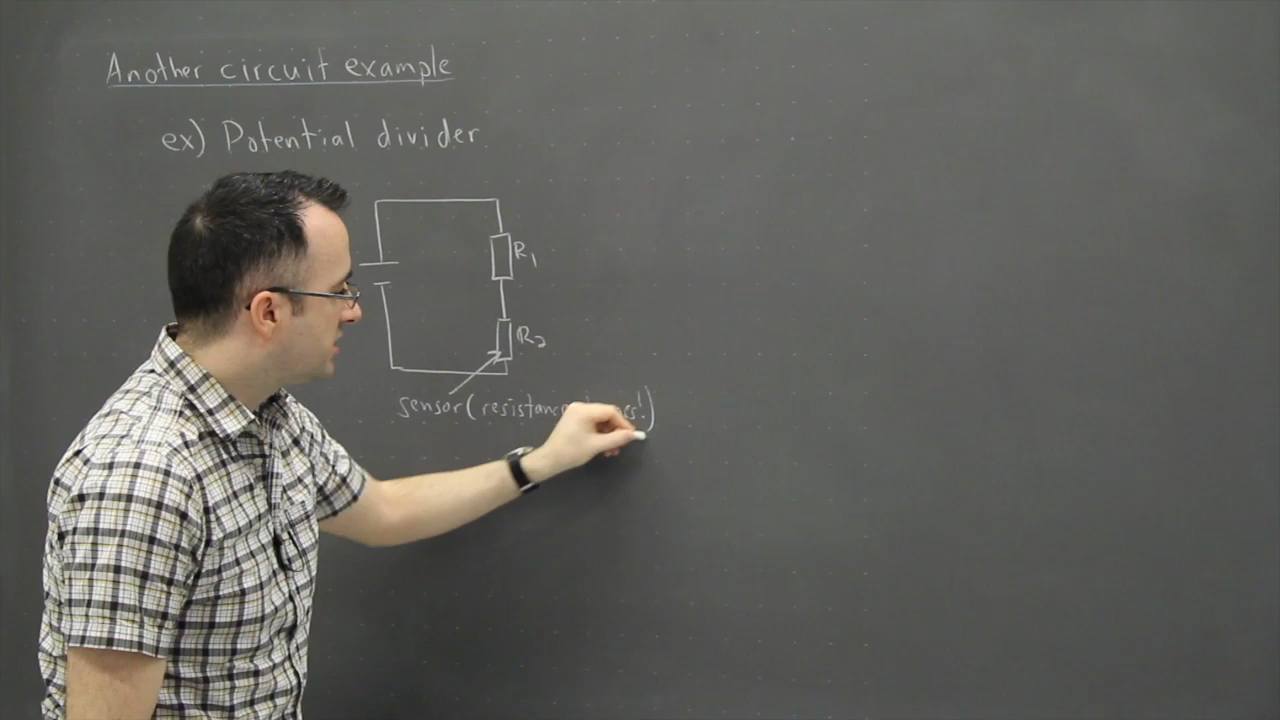 Another circuit example
ex) Potential divider
R1
R2
sensor (resistance